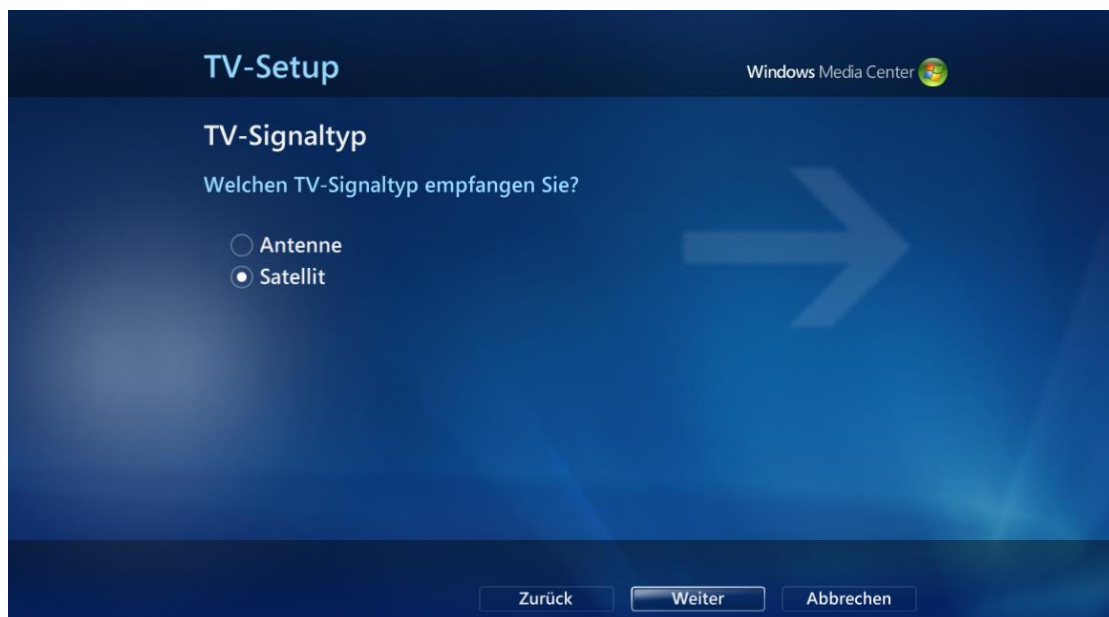 TV-Setup
Windows Media Center
TV-Signaltyp
Welchen TV-Signaltyp empfangen Sie?
Antenne
Satellit
Zurück Weiter Abbrechen